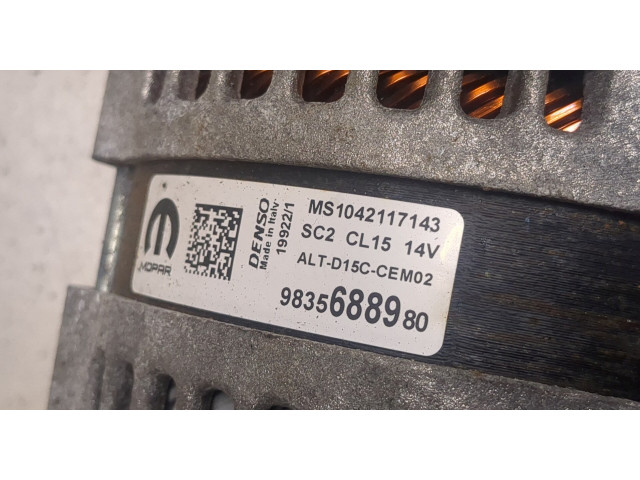 MOPAR
DENSO
Made in Italy
19922/1
MS1042117143
SC2 CL15 14V
ALT-D15C-CEM02
9835688980